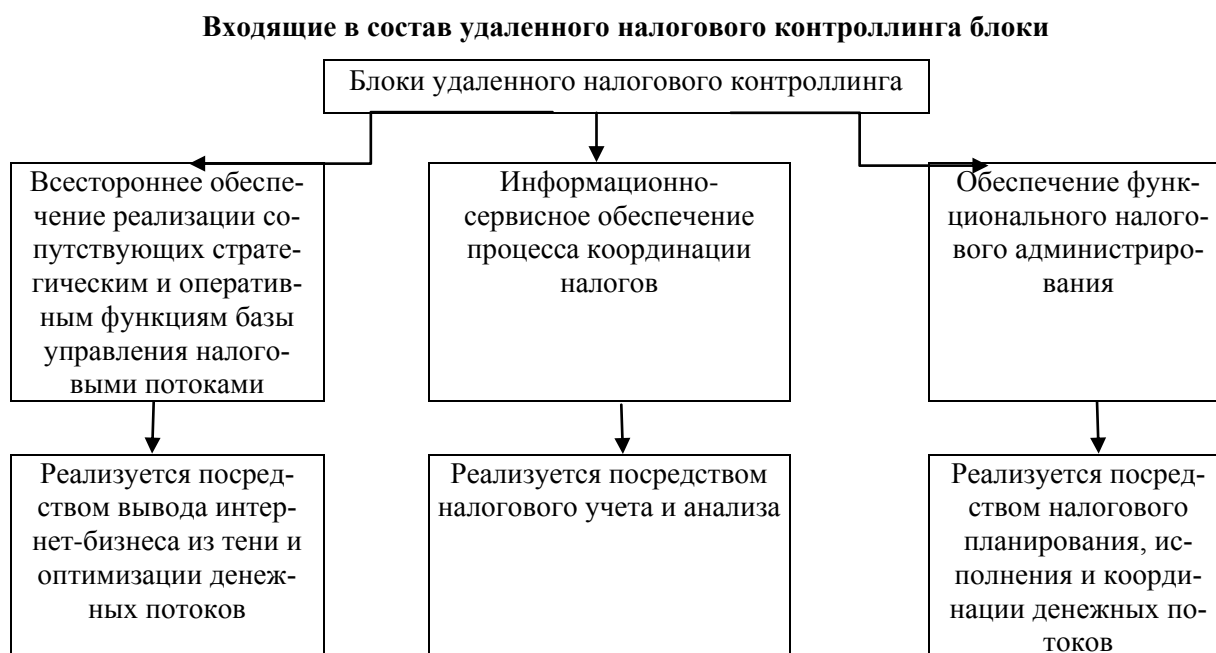 Входящие в состав удаленного налогового контроллинга блоки
Блоки удаленного налогового контроллинга
Всестороннее обеспе-
чение реализации со-
путствующих страте-
гическим и оператив-
ным функциям базы
управления налого-
выми потоками
Информационно-
сервисное обеспечение
процесса координации
налогов
Обеспечение функ-
ционального налого-
вого администриро-
вания
Реализуется посред-
ством вывода интер-
нет-бизнеса из тени и
оптимизации денеж-
ных потоков
Реализуется посредством
налогового учета и анализа
Реализуется посред-
ством налогового
планирования, ис-
полнения и коорди-
нации денежных по-
токов